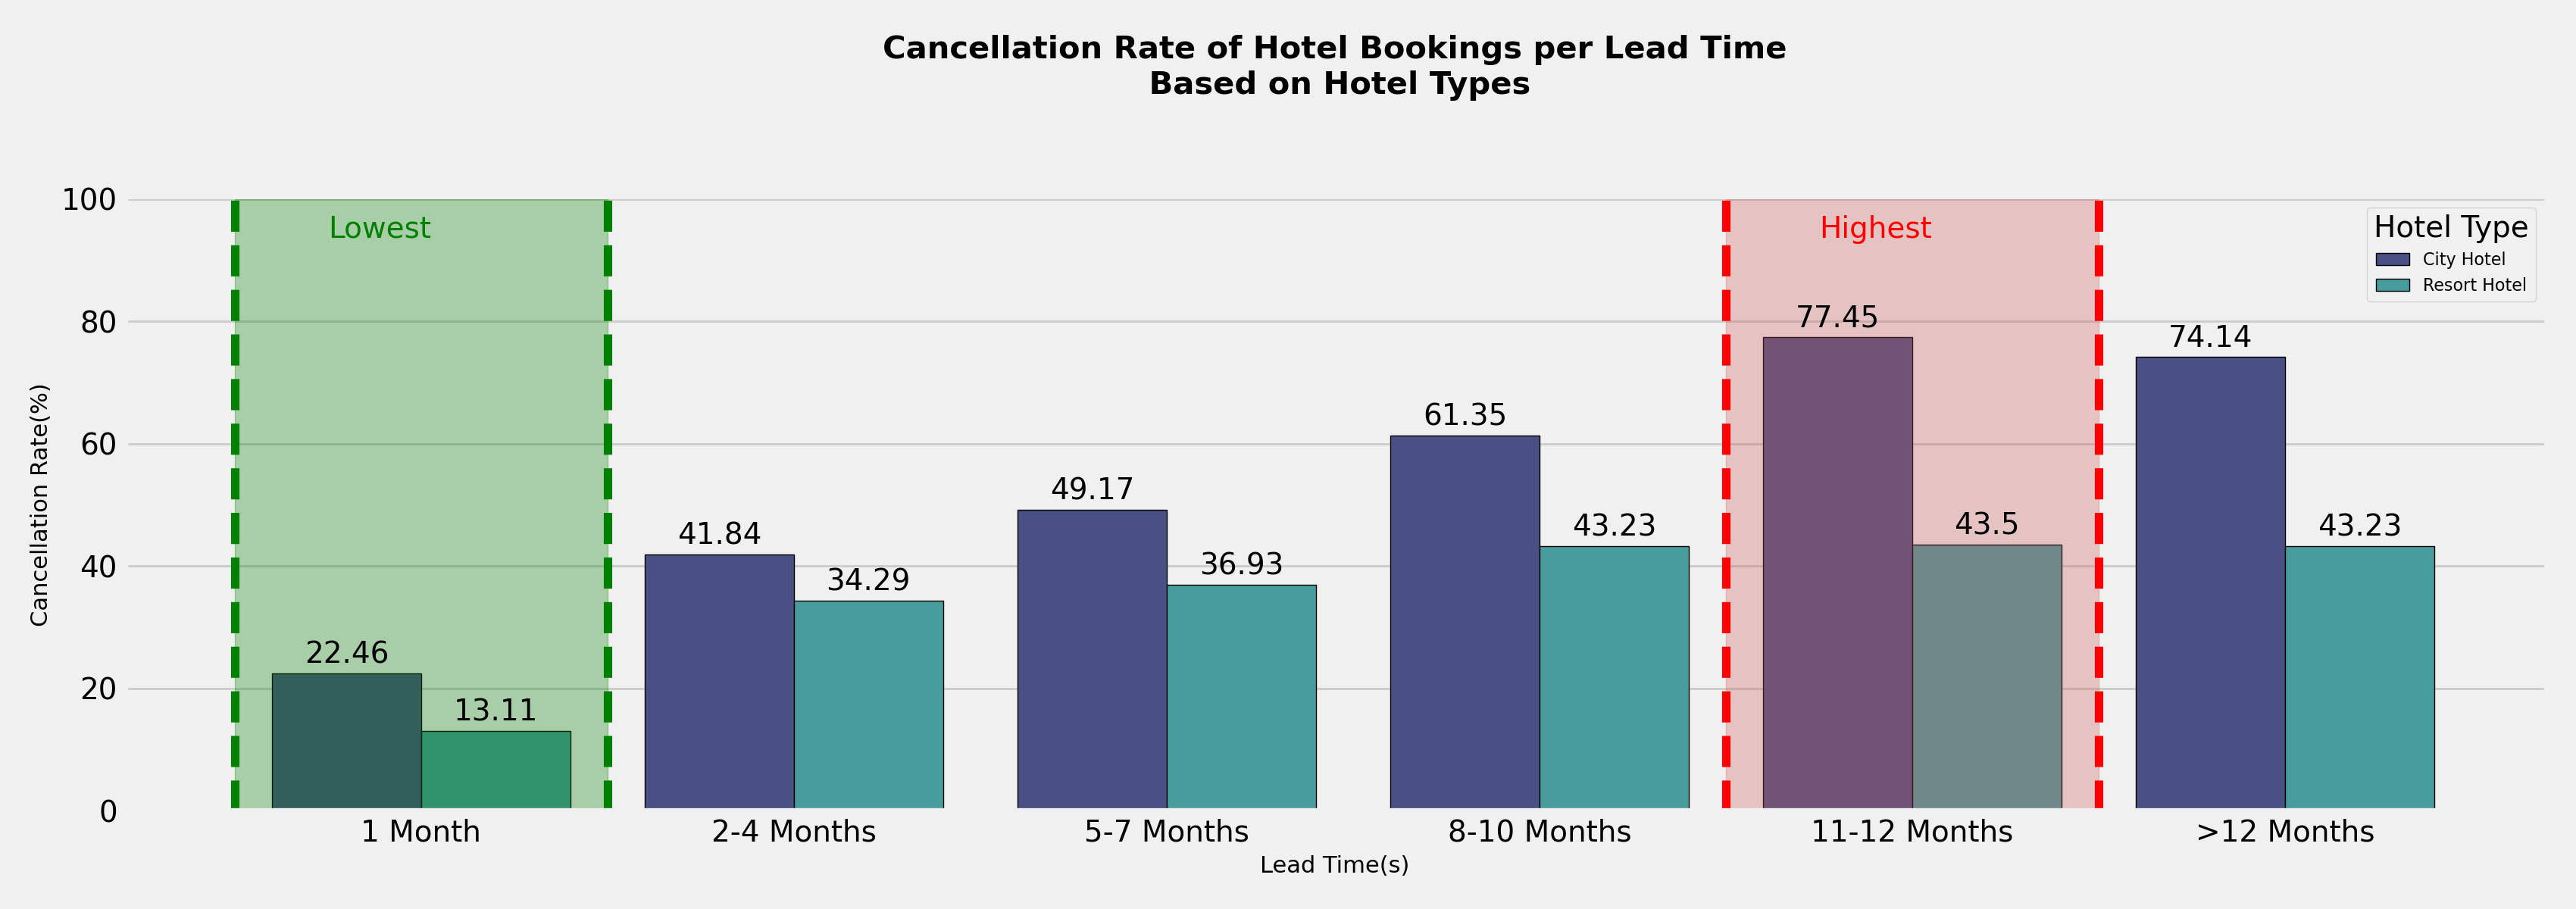 Cancellation Rate of Hotel Bookings per Lead Time
Based on Hotel Types
100
80
60
40
20
0
Cancellation Rate(%)
Lowest
Highest
Hotel Type
City Hotel
Resort Hotel
22.46
13.11
41.84
34.29
49.17
36.93
61.35
43.23
77.45
43.5
74.14
43.23
1 Month
2-4 Months
5-7 Months
8-10 Months
11-12 Months
>12 Months
Lead Time(s)